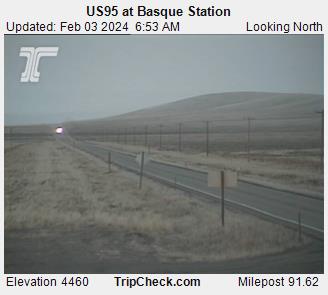 US95 at Basque Station
Updated: Feb 03 2024 6:53 AM Looking North
Elevation 4460 TripCheck.com Milepost 91.62